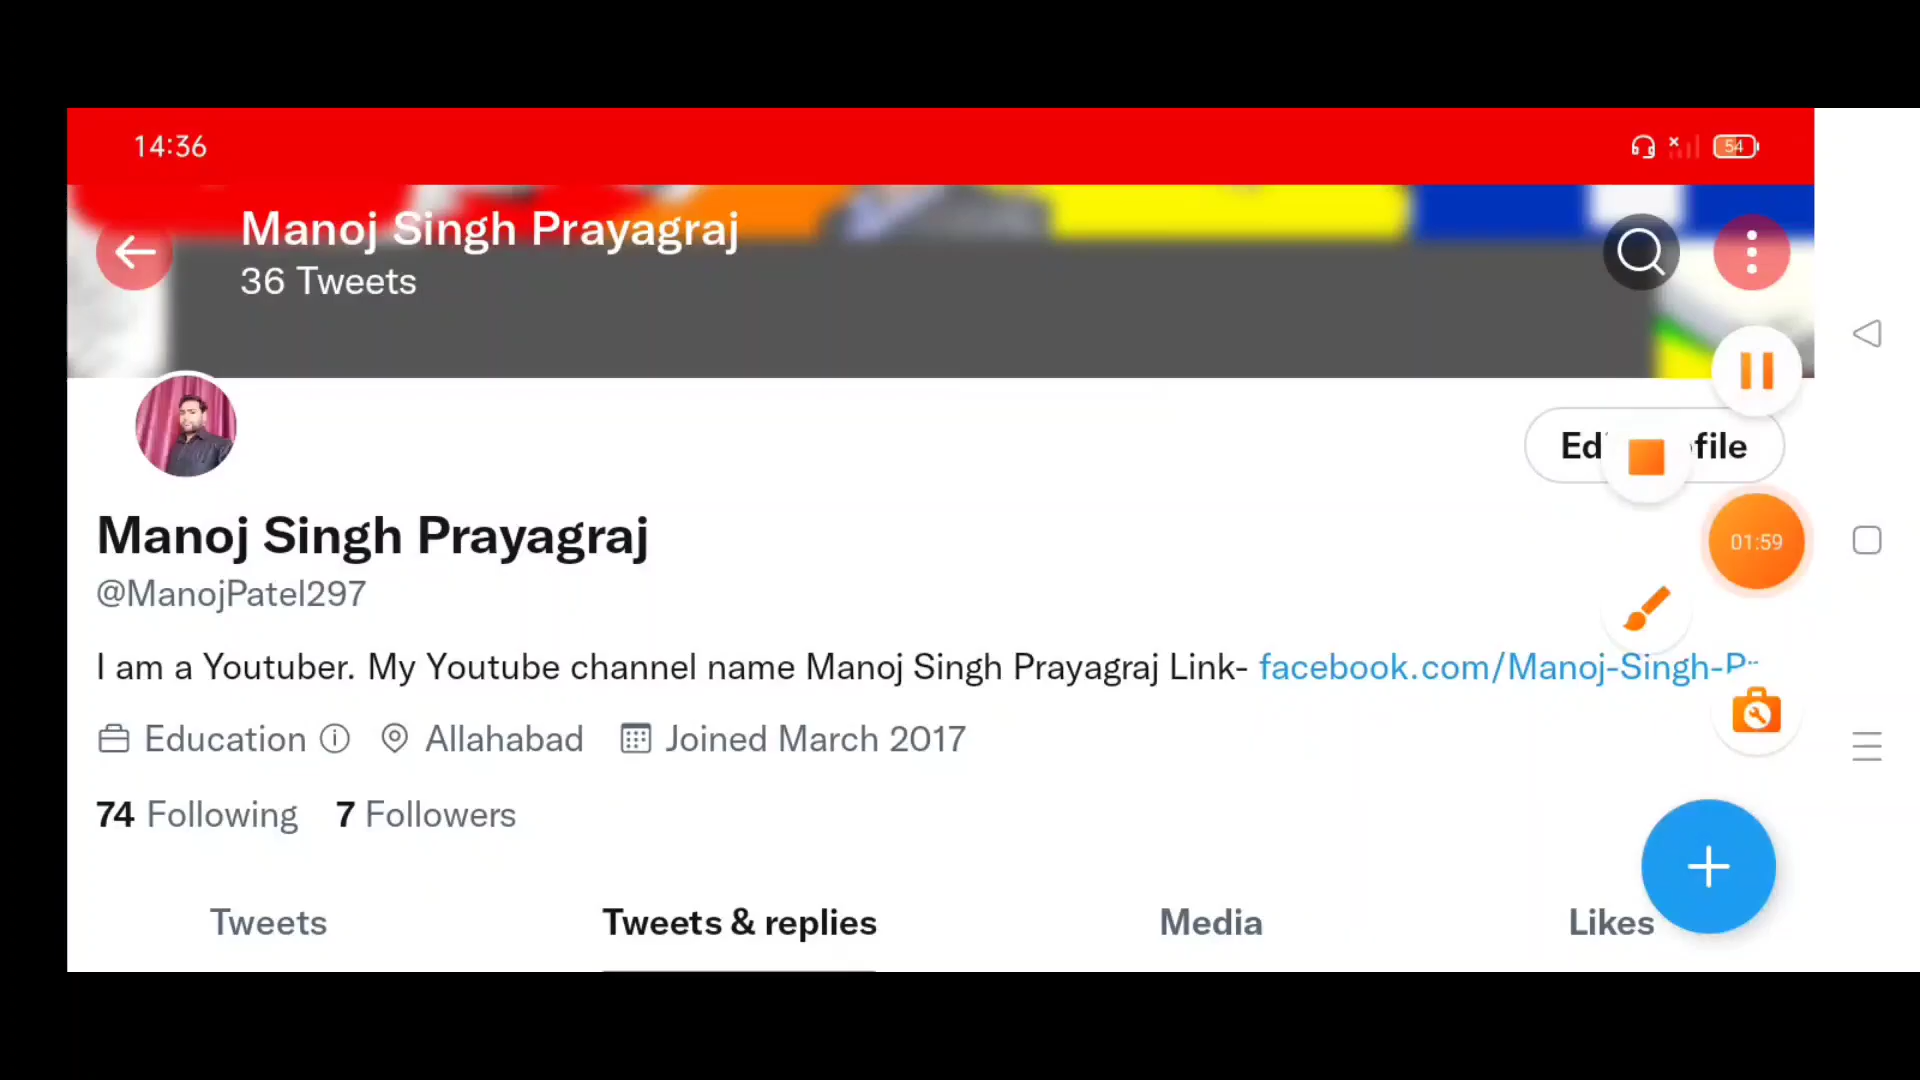 14:36
54
Manoj Singh Prayagraj
36 Tweets
Manoj Singh Prayagraj
@ManojPatel297
01:59
I am a Youtuber. My Youtube channel name Manoj Singh Prayagraj Link- facebook.com/Manoj-Singh-P
Education Allahabad Joined March 2017
74 Following 7 Followers
Tweets Tweets & replies Media Likes